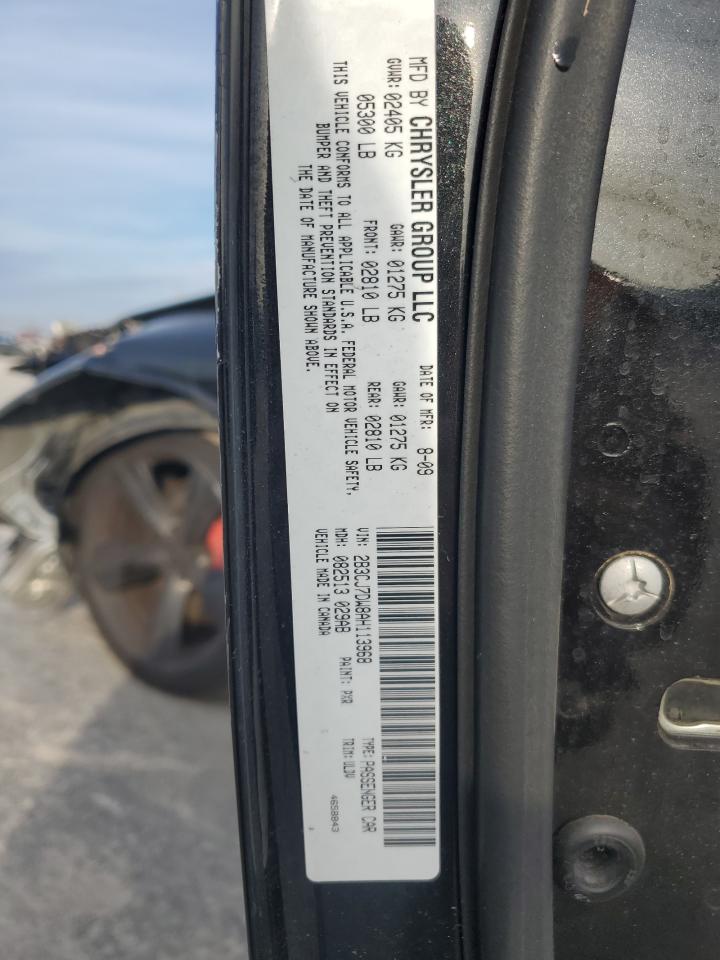 MFD BY CHRYSLER GROUP LLC DATE OF MFR: 8-09
GVWR: 02405 KG GAWR: 01275 KG GAWR: 01275 KG
05300 LB FRONT: 02810 LB REAR: 02810 LB
THIS VEHICLE CONFORMS TO ALL APPLICABLE U.S.A. FEDERAL MOTOR VEHICLE SAFETY,
BUMPER AND THEFT PREVENTION STANDARDS IN EFFECT ON
THE DATE OF MANUFACTURE SHOWN ABOVE.
VIN: 2B3CJ7DW8AH113968 TYPE: PASSENGER CAR
MDH: 082513 029AB PAINT: PXR TRIM: VLDV
VEHICLE MADE IN CANADA 4658843